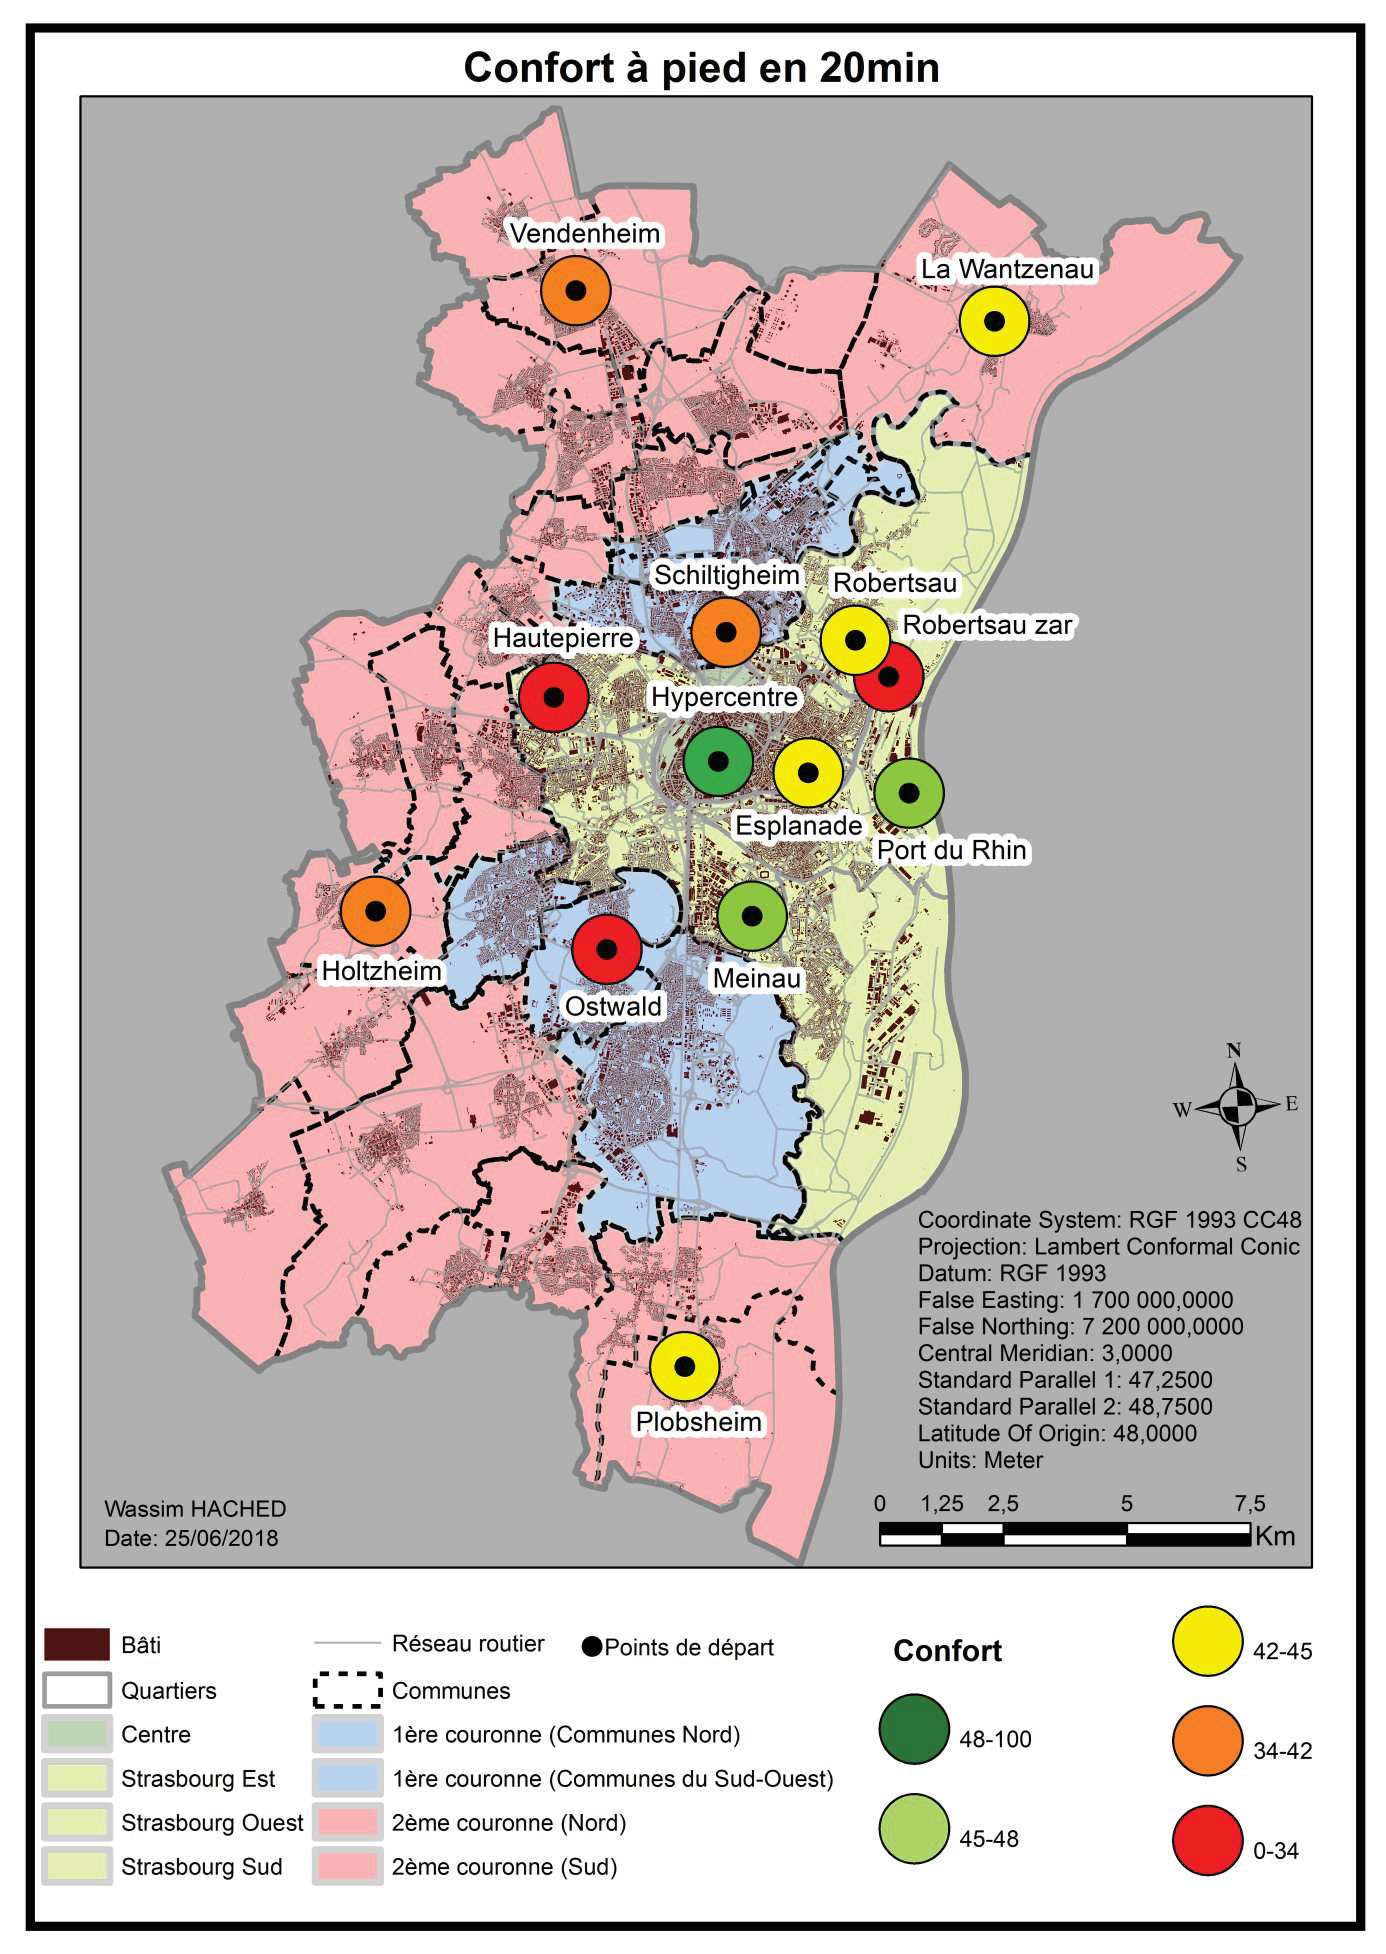 Confort à pied en 20min
Vendenheim
La Wantzenau
Schiltigheim
Robertsau
Robertsau zar
Hautepierre
Hypercentre
Esplanade
Port du Rhin
Holtzheim
Meinau
Ostwald
Plobsheim
N
W
E
S
Coordinate System: RGF 1993 CC48
Projection: Lambert Conformal Conic
Datum: RGF 1993
False Easting: 1 700 000,0000
False Northing: 7 200 000,0000
Central Meridian: 3,0000
Standard Parallel 1: 47,2500
Standard Parallel 2: 48,7500
Latitude Of Origin: 48,0000
Units: Meter
0 1,25 2,5 5 7,5
Km
Wassim HACHED
Date: 25/06/2018
Bâti
Quartiers
Centre
Strasbourg Est
Strasbourg Ouest
Strasbourg Sud
Réseau routier
Communes
1ère couronne (Communes Nord)
1ère couronne (Communes du Sud-Ouest)
2ème couronne (Nord)
2ème couronne (Sud)
Points de départ
Confort
48-100
45-48
42-45
34-42
0-34